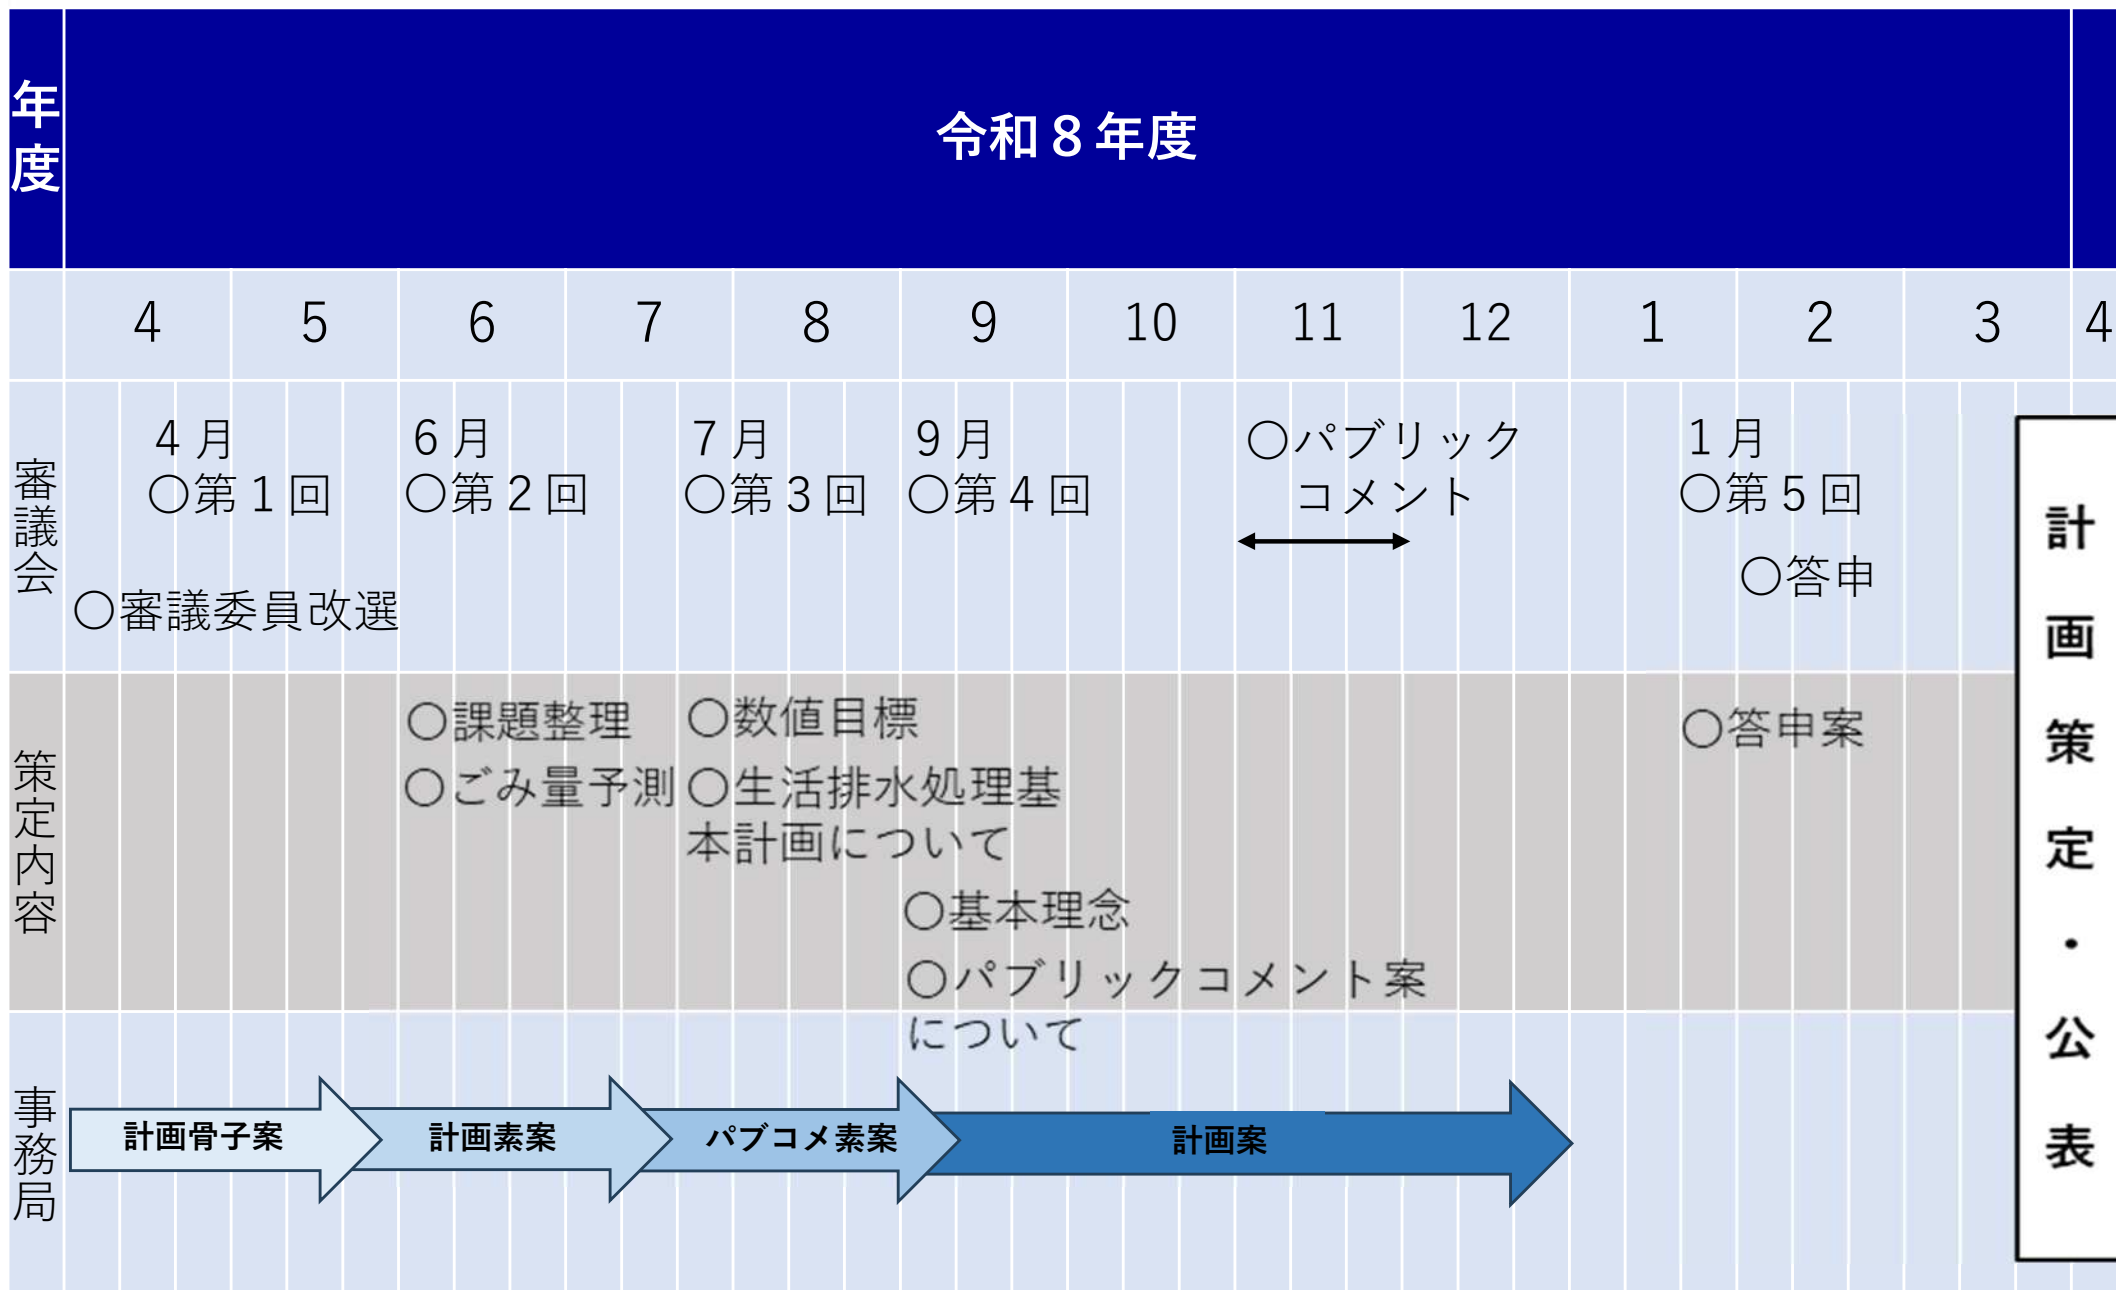 年度
令和８年度
4 5 6 7 8 9 10 11 12 1 2 3 4
審議会
４月
○第１回
６月
○第２回
７月
○第３回
９月
○第４回
○パブリック
コメント
１月
○第５回
○答申
○審議委員改選
策定内容
○課題整理
○ごみ量予測
○数値目標
○生活排水処理基
本計画について
○基本理念
○パブリックコメント案
について
○答申案
事務局
計画骨子案
計画素案
パブコメ素案
計画案
計画策定・公表